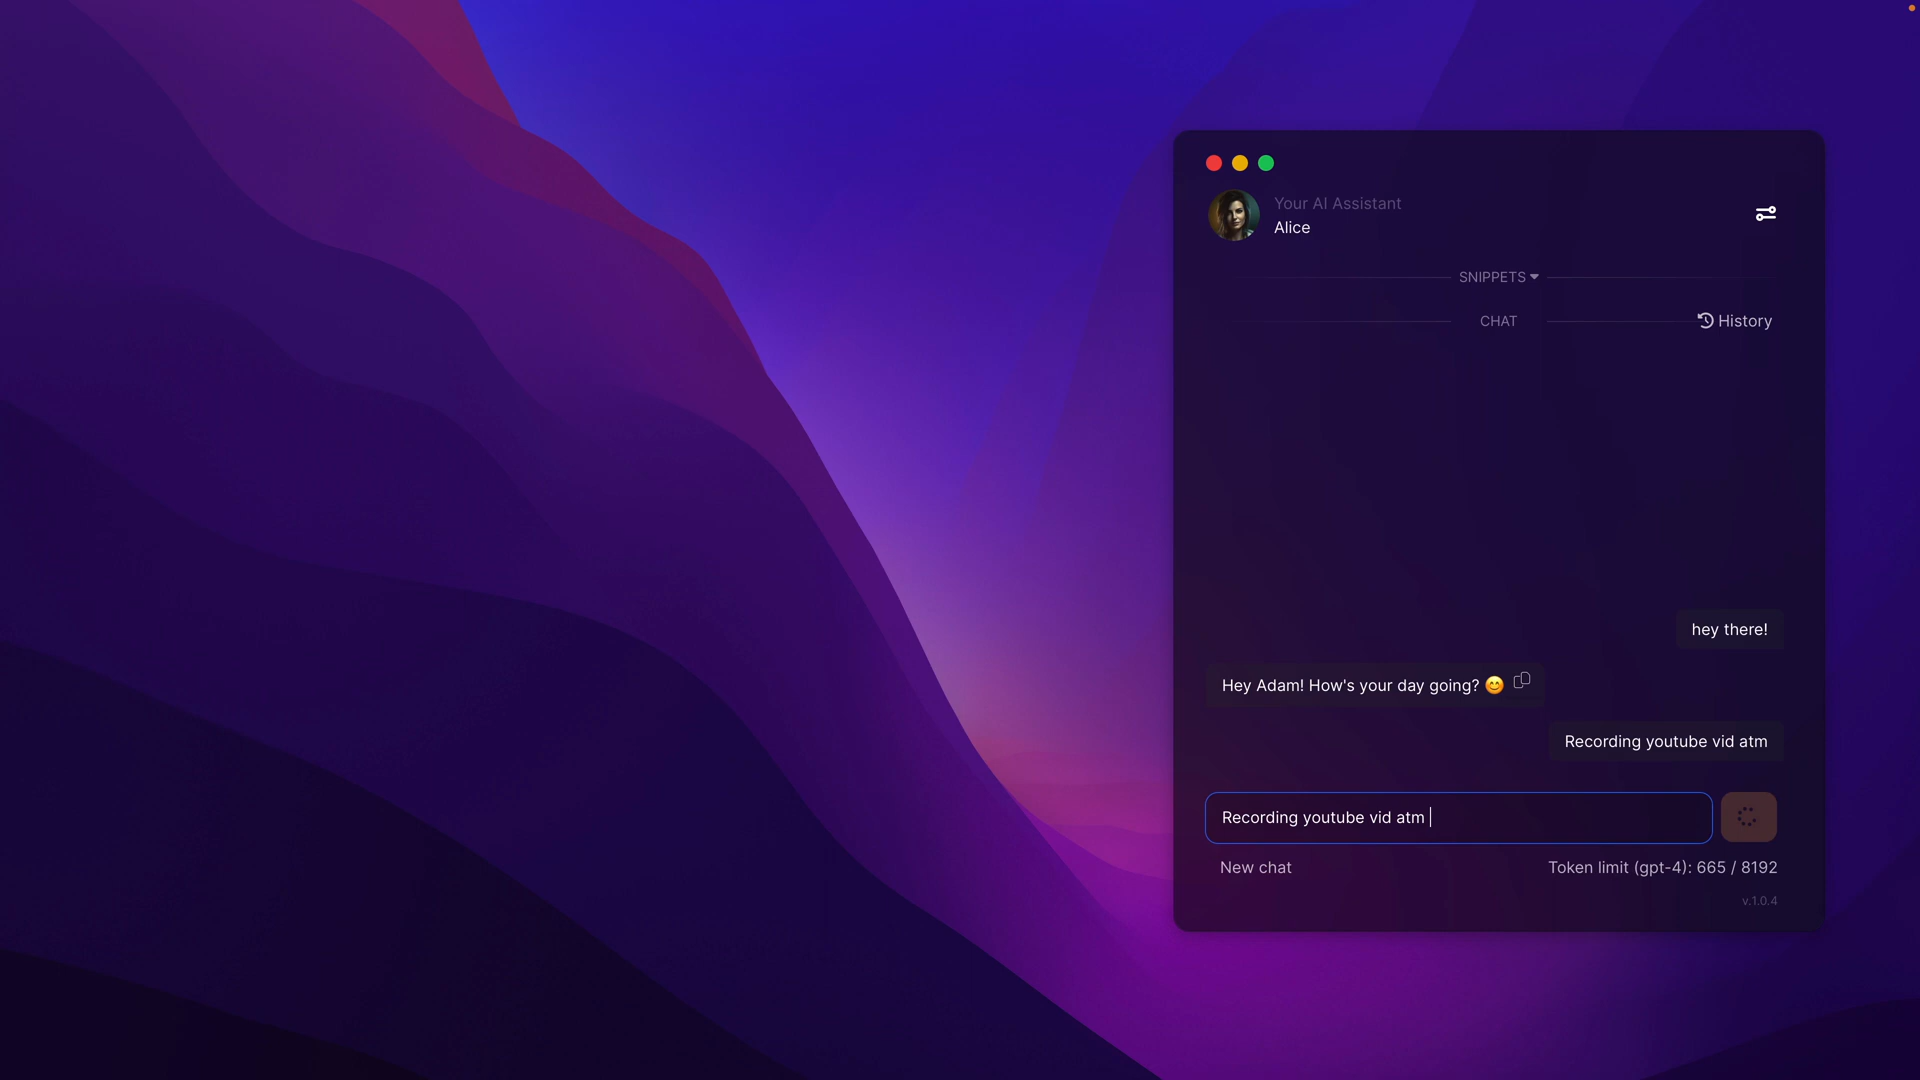 Your AI Assistant
Alice
SNIPPETS
CHAT
History
hey there!
Hey Adam! How's your day going? 😊
Recording youtube vid atm
Recording youtube vid atm
New chat
Token limit (gpt-4): 665 / 8192
v.1.0.4